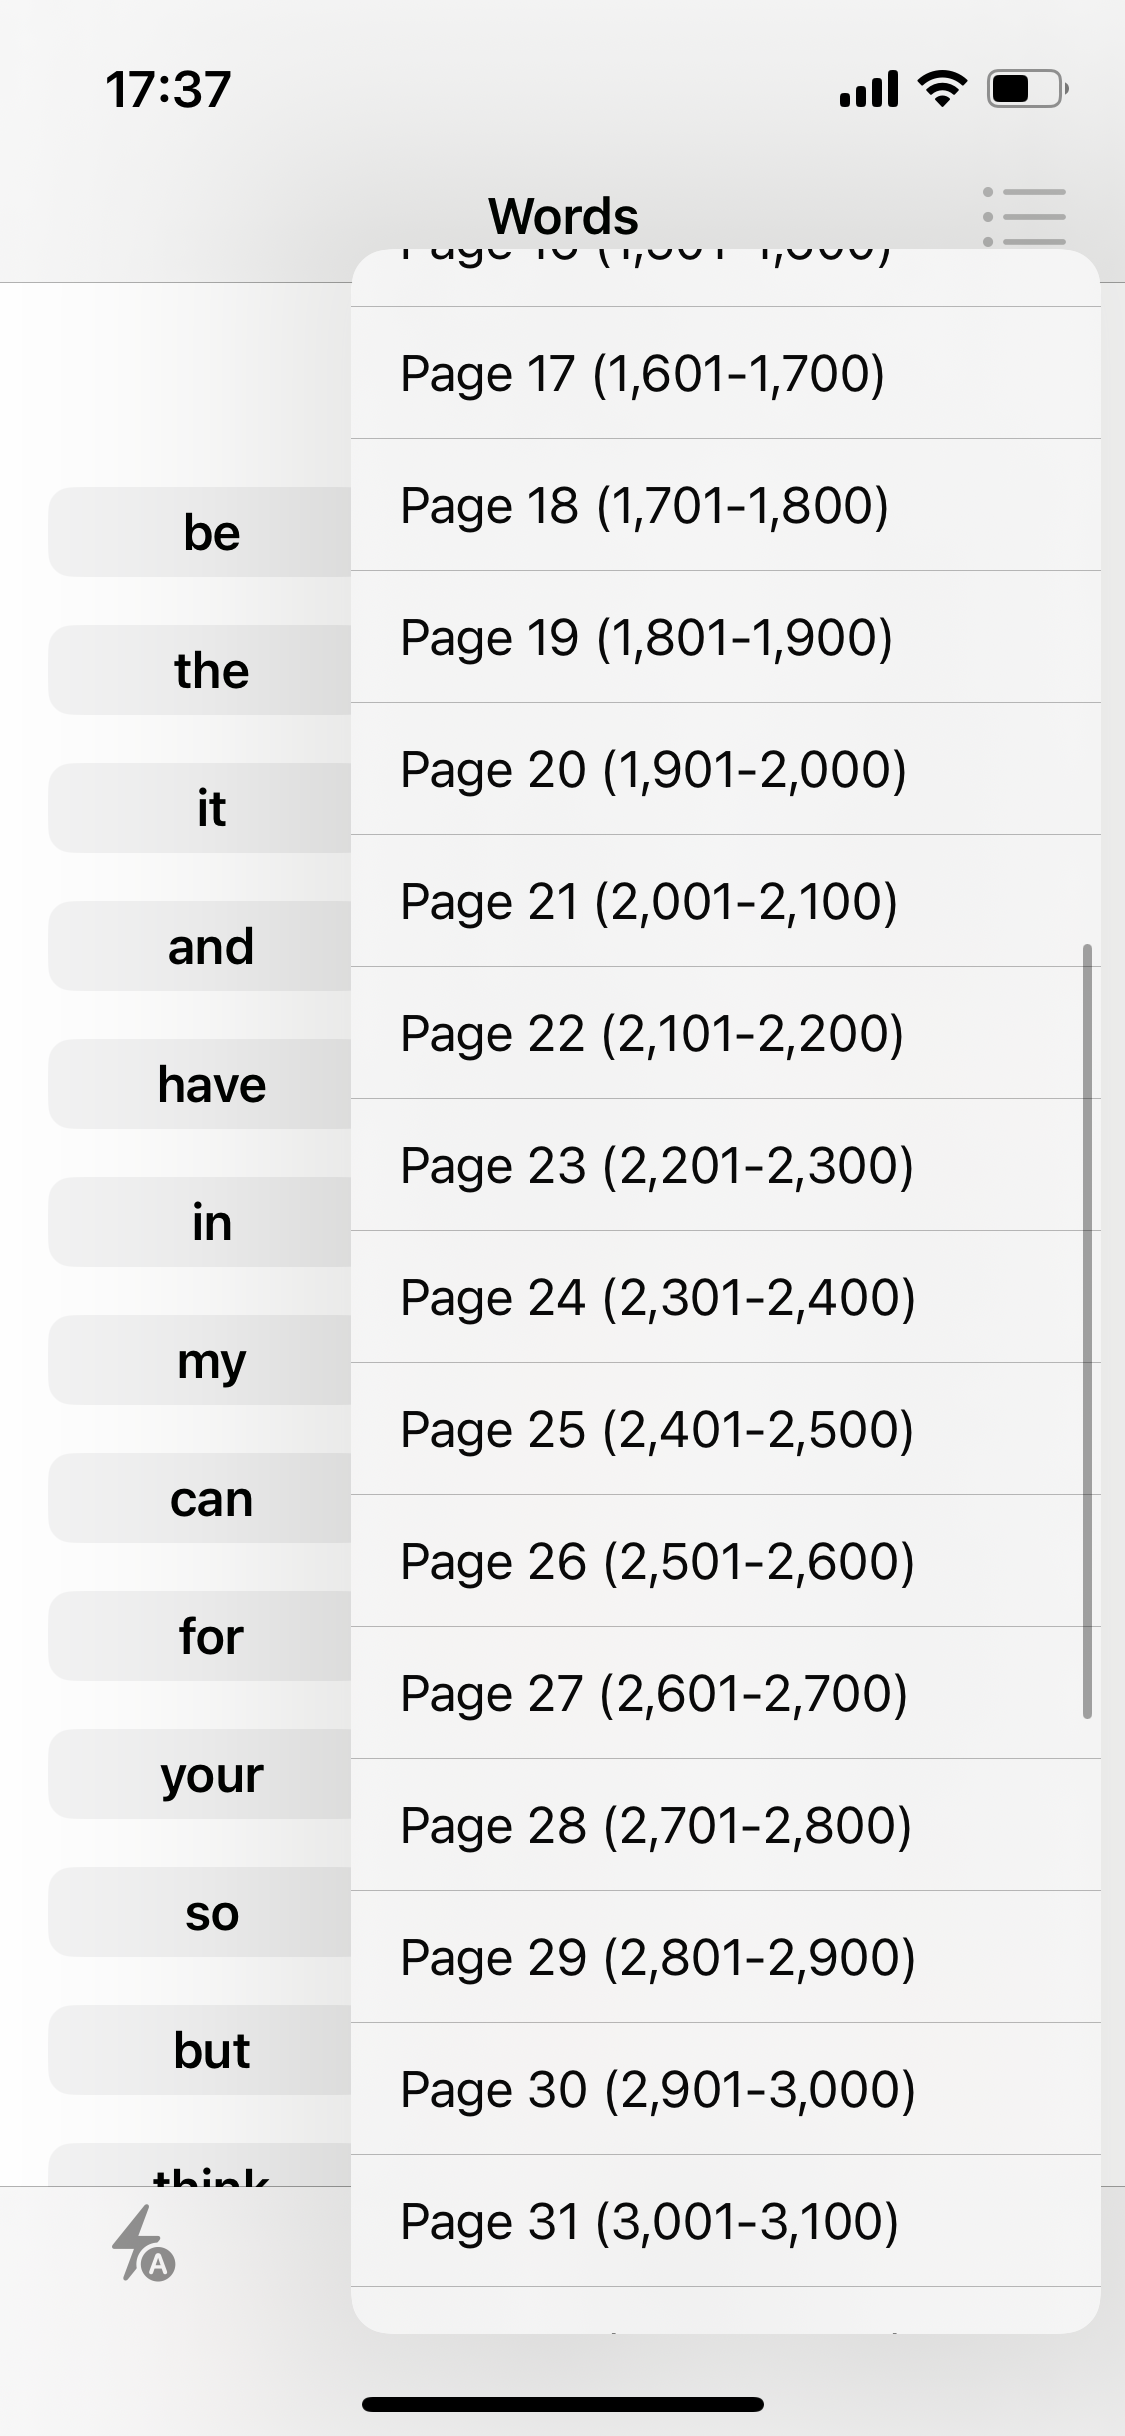 17:37
Words
Page 17 (1,601-1,700)
Page 18 (1,701-1,800)
Page 19 (1,801-1,900)
Page 20 (1,901-2,000)
Page 21 (2,001-2,100)
Page 22 (2,101-2,200)
Page 23 (2,201-2,300)
Page 24 (2,301-2,400)
Page 25 (2,401-2,500)
Page 26 (2,501-2,600)
Page 27 (2,601-2,700)
Page 28 (2,701-2,800)
Page 29 (2,801-2,900)
Page 30 (2,901-3,000)
Page 31 (3,001-3,100)
be
the
it
and
have
in
my
can
for
your
so
but
think
A